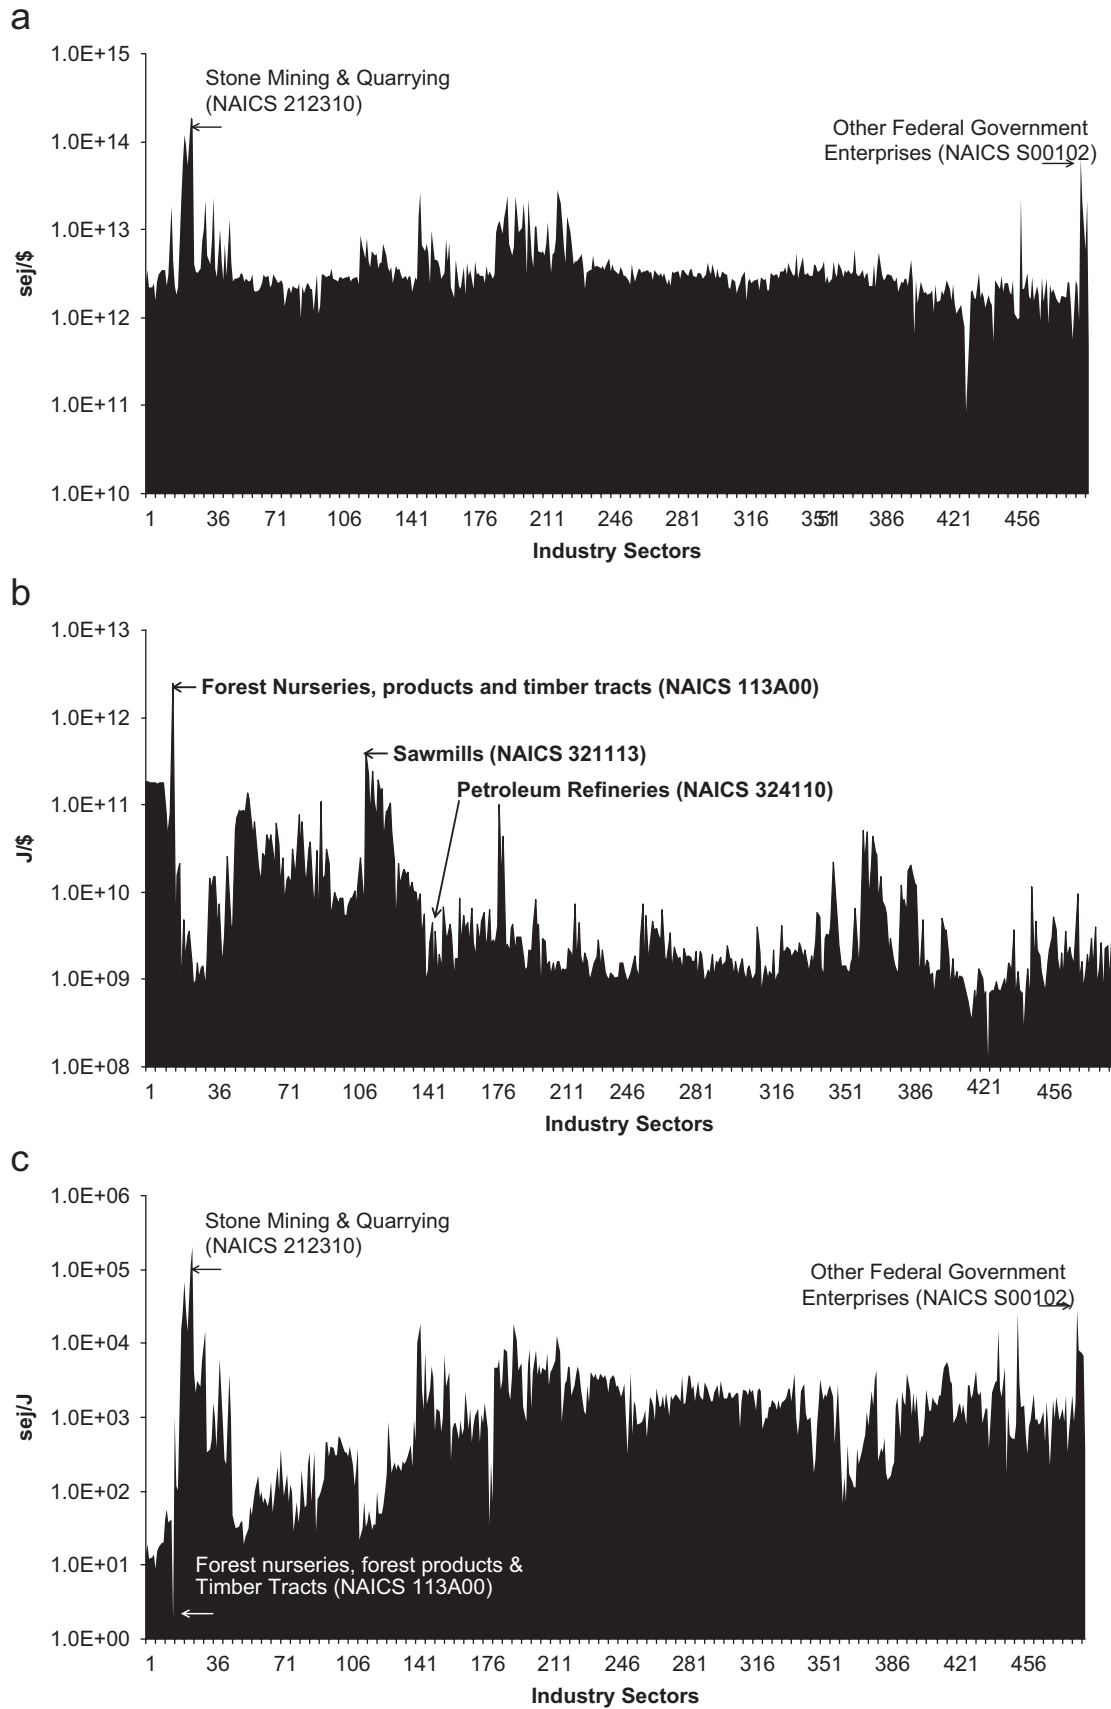 a
1.0E+15
Stone Mining & Quarrying
(NAICS 212310)
Other Federal Government
Enterprises (NAICS S00102)
1.0E+14
1.0E+13
1.0E+12
1.0E+11
1.0E+10
sej/$
1 36 71 106 141 176 211 246 281 316 351 51 386 421 456
Industry Sectors
b
1.0E+13
Forest Nurseries, products and timber tracts (NAICS 113A00)
1.0E+12
Sawmills (NAICS 321113)
Petroleum Refineries (NAICS 324110)
1.0E+11
1.0E+10
1.0E+09
1.0E+08
J/$
1 36 71 106 141 176 211 246 281 316 351 386 421 456
Industry Sectors
c
1.0E+06
Stone Mining & Quarrying
(NAICS 212310)
Other Federal Government
Enterprises (NAICS S00102)
1.0E+05
1.0E+04
1.0E+03
1.0E+02
1.0E+01
Forest nurseries, forest products &
Timber Tracts (NAICS 113A00)
1.0E+00
sej/J
1 36 71 106 141 176 211 246 281 316 351 386 421 456
Industry Sectors